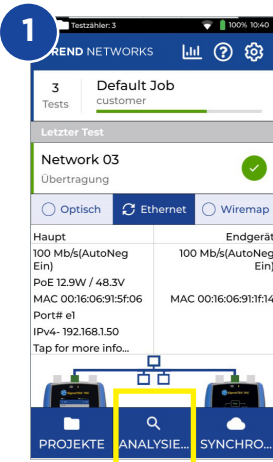 1
Testzähler: 3
100% 10:40
REND NETWORKS
3
Tests
Default Job
customer
Letzter Test
Network 03
Übertragung
Optisch
Ethernet
Wiremap
Haupt
Endgerät
100 Mb/s(AutoNeg
Ein)
100 Mb/s(AutoNeg
Ein)
PoE 12.9W / 48.3V
MAC 00:16:06:91:5f:06
MAC 00:16:06:91:1f:14
Port# e1
IPv4- 192.168.1.50
Tap for more info...
PROJEKTE
ANALYSIE...
SYNCHRO...